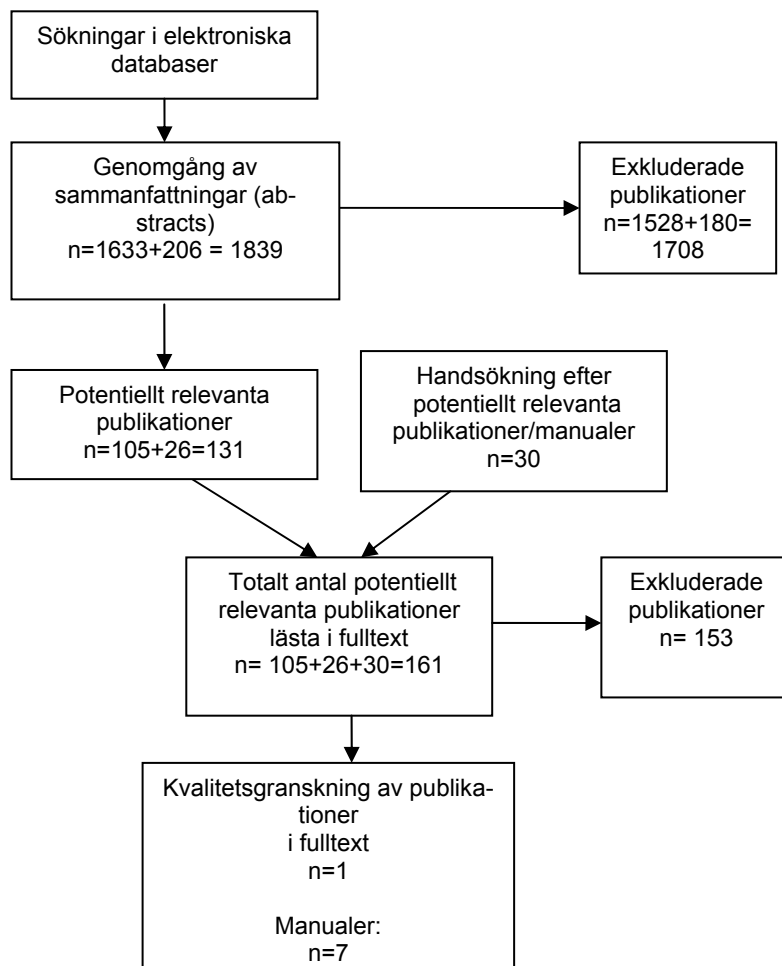 Sökningar i elektroniska
databaser
Genomgång av
sammanfattningar (ab-
stracts)
n=1633+206 = 1839
Exkluderade
publikationer
n=1528+180=
1708
Potentiellt relevanta
publikationer
n=105+26=131
Handsökning efter
potentiellt relevanta
publikationer/manualer
n=30
Totalt antal potentiellt
relevanta publikationer
lästa i fulltext
n= 105+26+30=161
Exkluderade
publikationer
n= 153
Kvalitetsgranskning av publika-
tioner
i fulltext
n=1
Manualer:
n=7